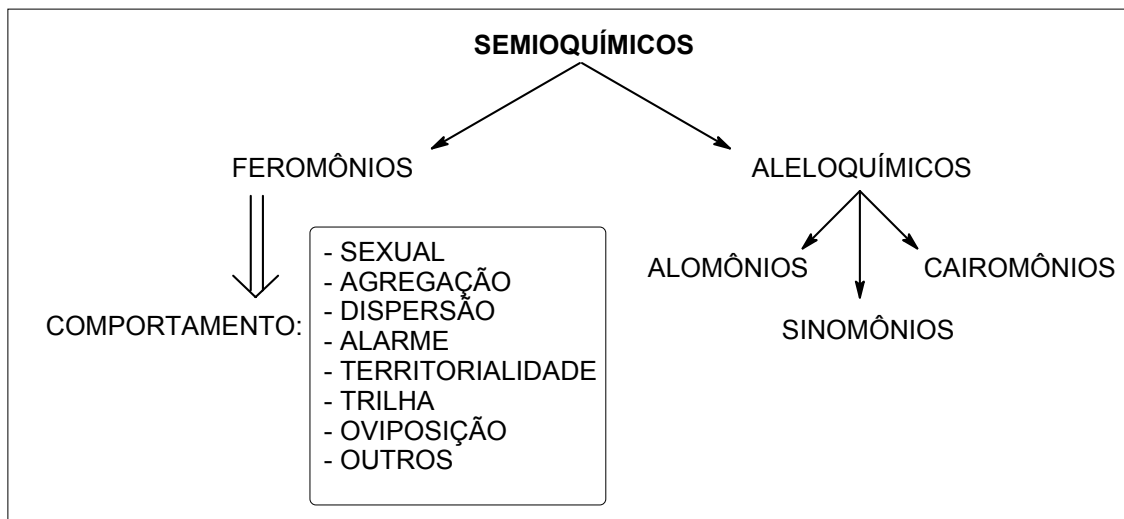 SEMIOQUÍMICOS
FEROMÔNIOS
ALELOQUÍMICOS
COMPORTAMENTO:
- SEXUAL
- AGREGAÇÃO
- DISPERSÃO
- ALARME
- TERRITORIALIDADE
- TRILHA
- OVIPOSIÇÃO
- OUTROS
ALOMÔNIOS
CAIROMÔNIOS
SINOMÔNIOS